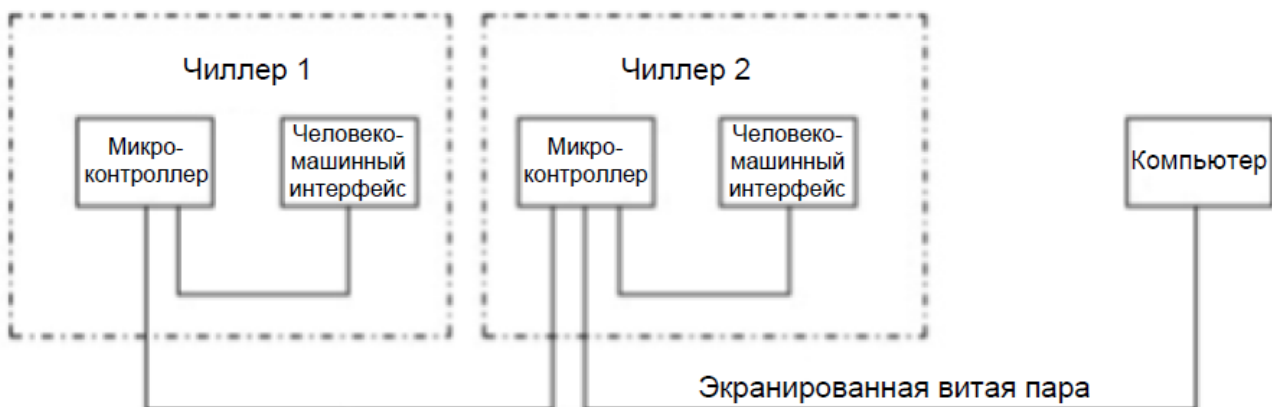 Чиллер 1
Чиллер 2
Микро-
контроллер
Человеко-
машинный
интерфейс
Микро-
контроллер
Человеко-
машинный
интерфейс
Компьютер
Экранированная витая пара